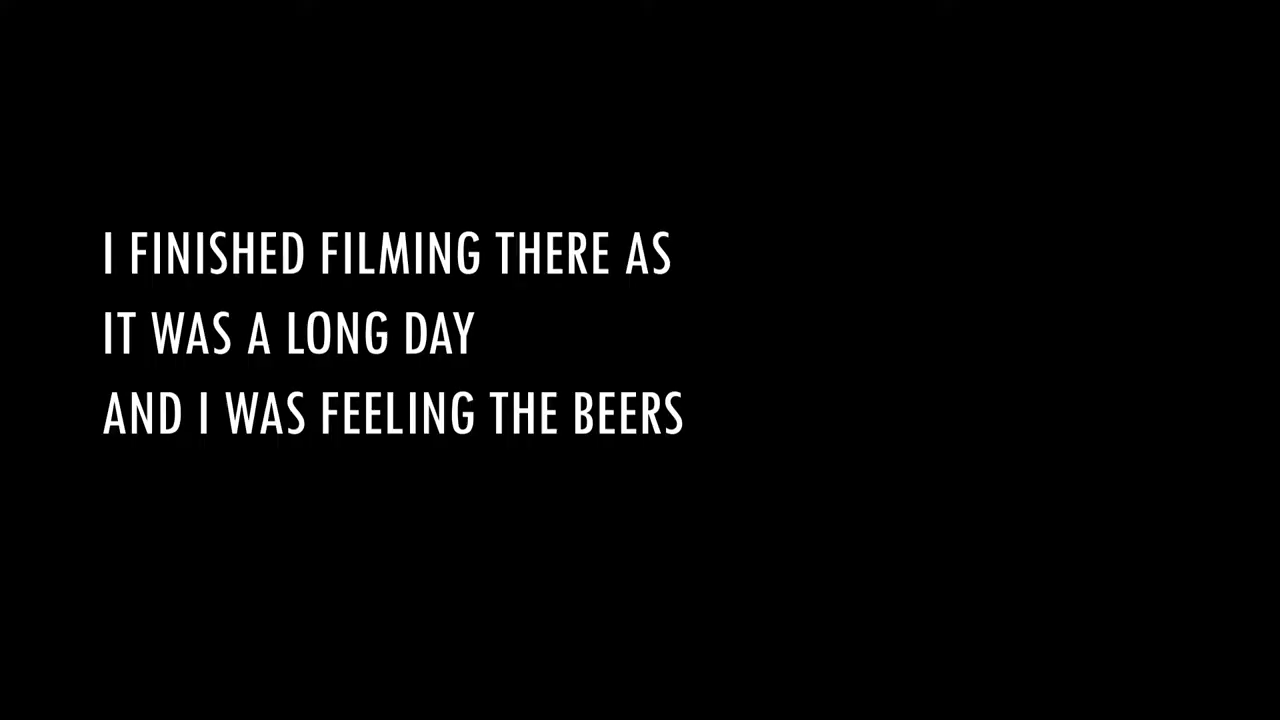 I FINISHED FILMING THERE AS
IT WAS A LONG DAY
AND I WAS FEELING THE BEERS